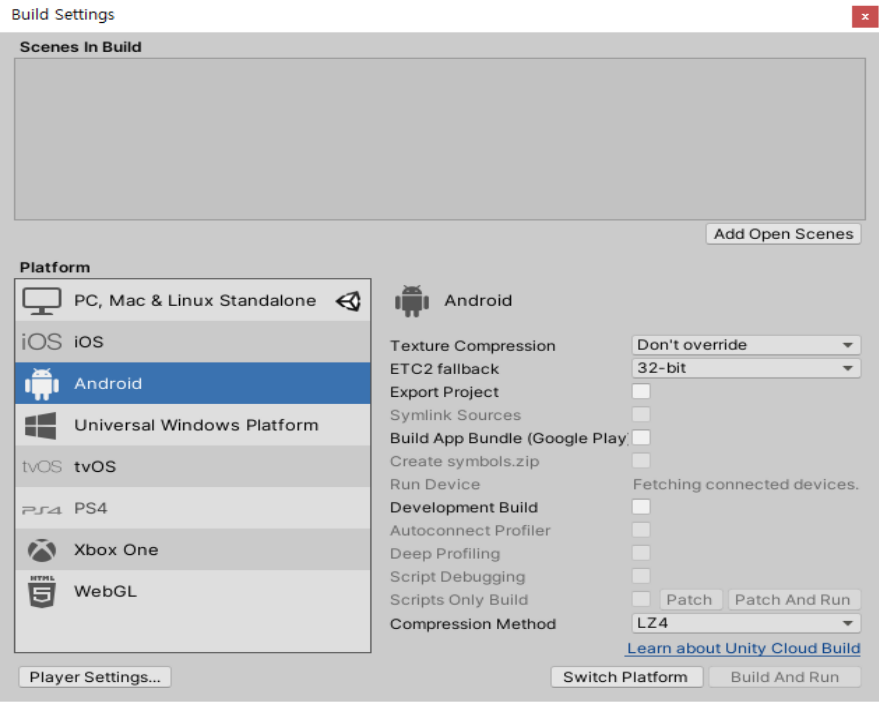 Build Settings
x
Scenes In Build
Add Open Scenes
Platform
PC, Mac & Linux Standalone
iOS iOS
Android
Universal Windows Platform
tvOS tvOS
PS4 PS4
Xbox One
HTML 5 WebGL
Android
Texture Compression Don't override
ETC2 fallback 32-bit
Export Project
Symlink Sources
Build App Bundle (Google Play)
Create symbols.zip
Run Device Fetching connected devices.
Development Build
Autoconnect Profiler
Deep Profiling
Script Debugging
Scripts Only Build Patch Patch And Run
Compression Method LZ4
Learn about Unity Cloud Build
Player Settings... Switch Platform Build And Run